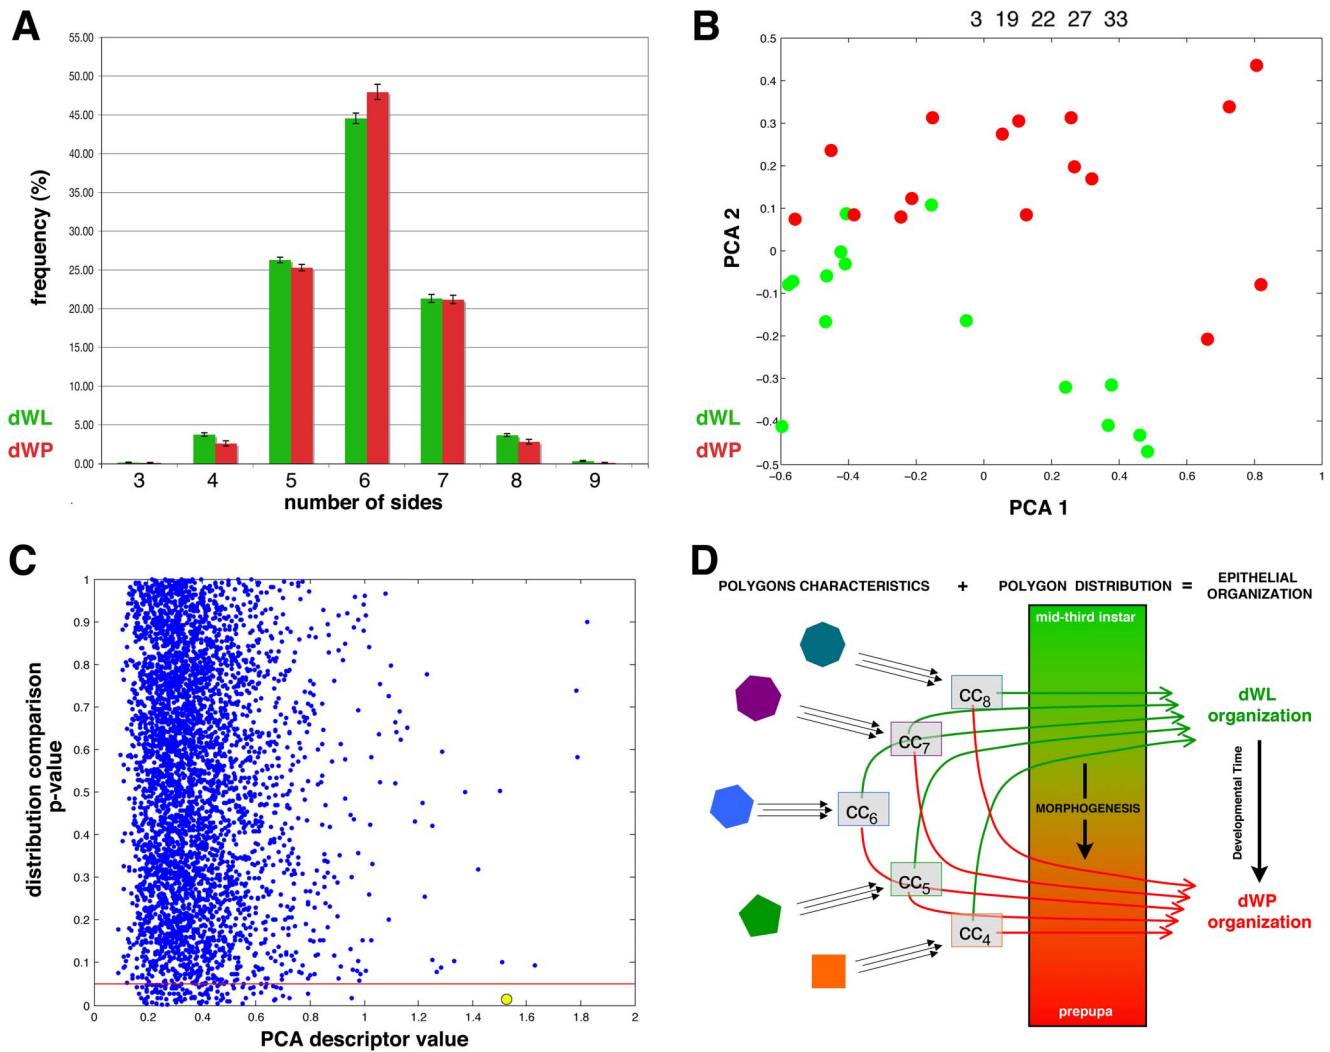 A
55.00
50.00
45.00
40.00
35.00
30.00
25.00
20.00
15.00
10.00
5.00
0.00
frequency (%)
dWL
dWP
3 4 5 6 7 8 9
number of sides
B
3 19 22 27 33
0.5
0.4
0.3
0.2
0.1
0
−0.1
−0.2
−0.3
−0.4
−0.5
PCA 2
dWL
dWP
−0.6 −0.4 −0.2 0 0.2 0.4 0.6 0.8 1
PCA 1
C
1
0.9
0.8
0.7
0.6
0.5
0.4
0.3
0.2
0.1
0
distribution comparison
p-value
0 0.2 0.4 0.6 0.8 1 1.2 1.4 1.6 1.8 2
PCA descriptor value
D
POLYGONS CHARACTERISTICS + POLYGON DISTRIBUTION = EPITHELIAL
ORGANIZATION
mid-third instar
CC8
CC7
CC6
CC5
CC4
MORPHOGENESIS
prepupa
dWL
organization
Developmental Time
dWP
organization